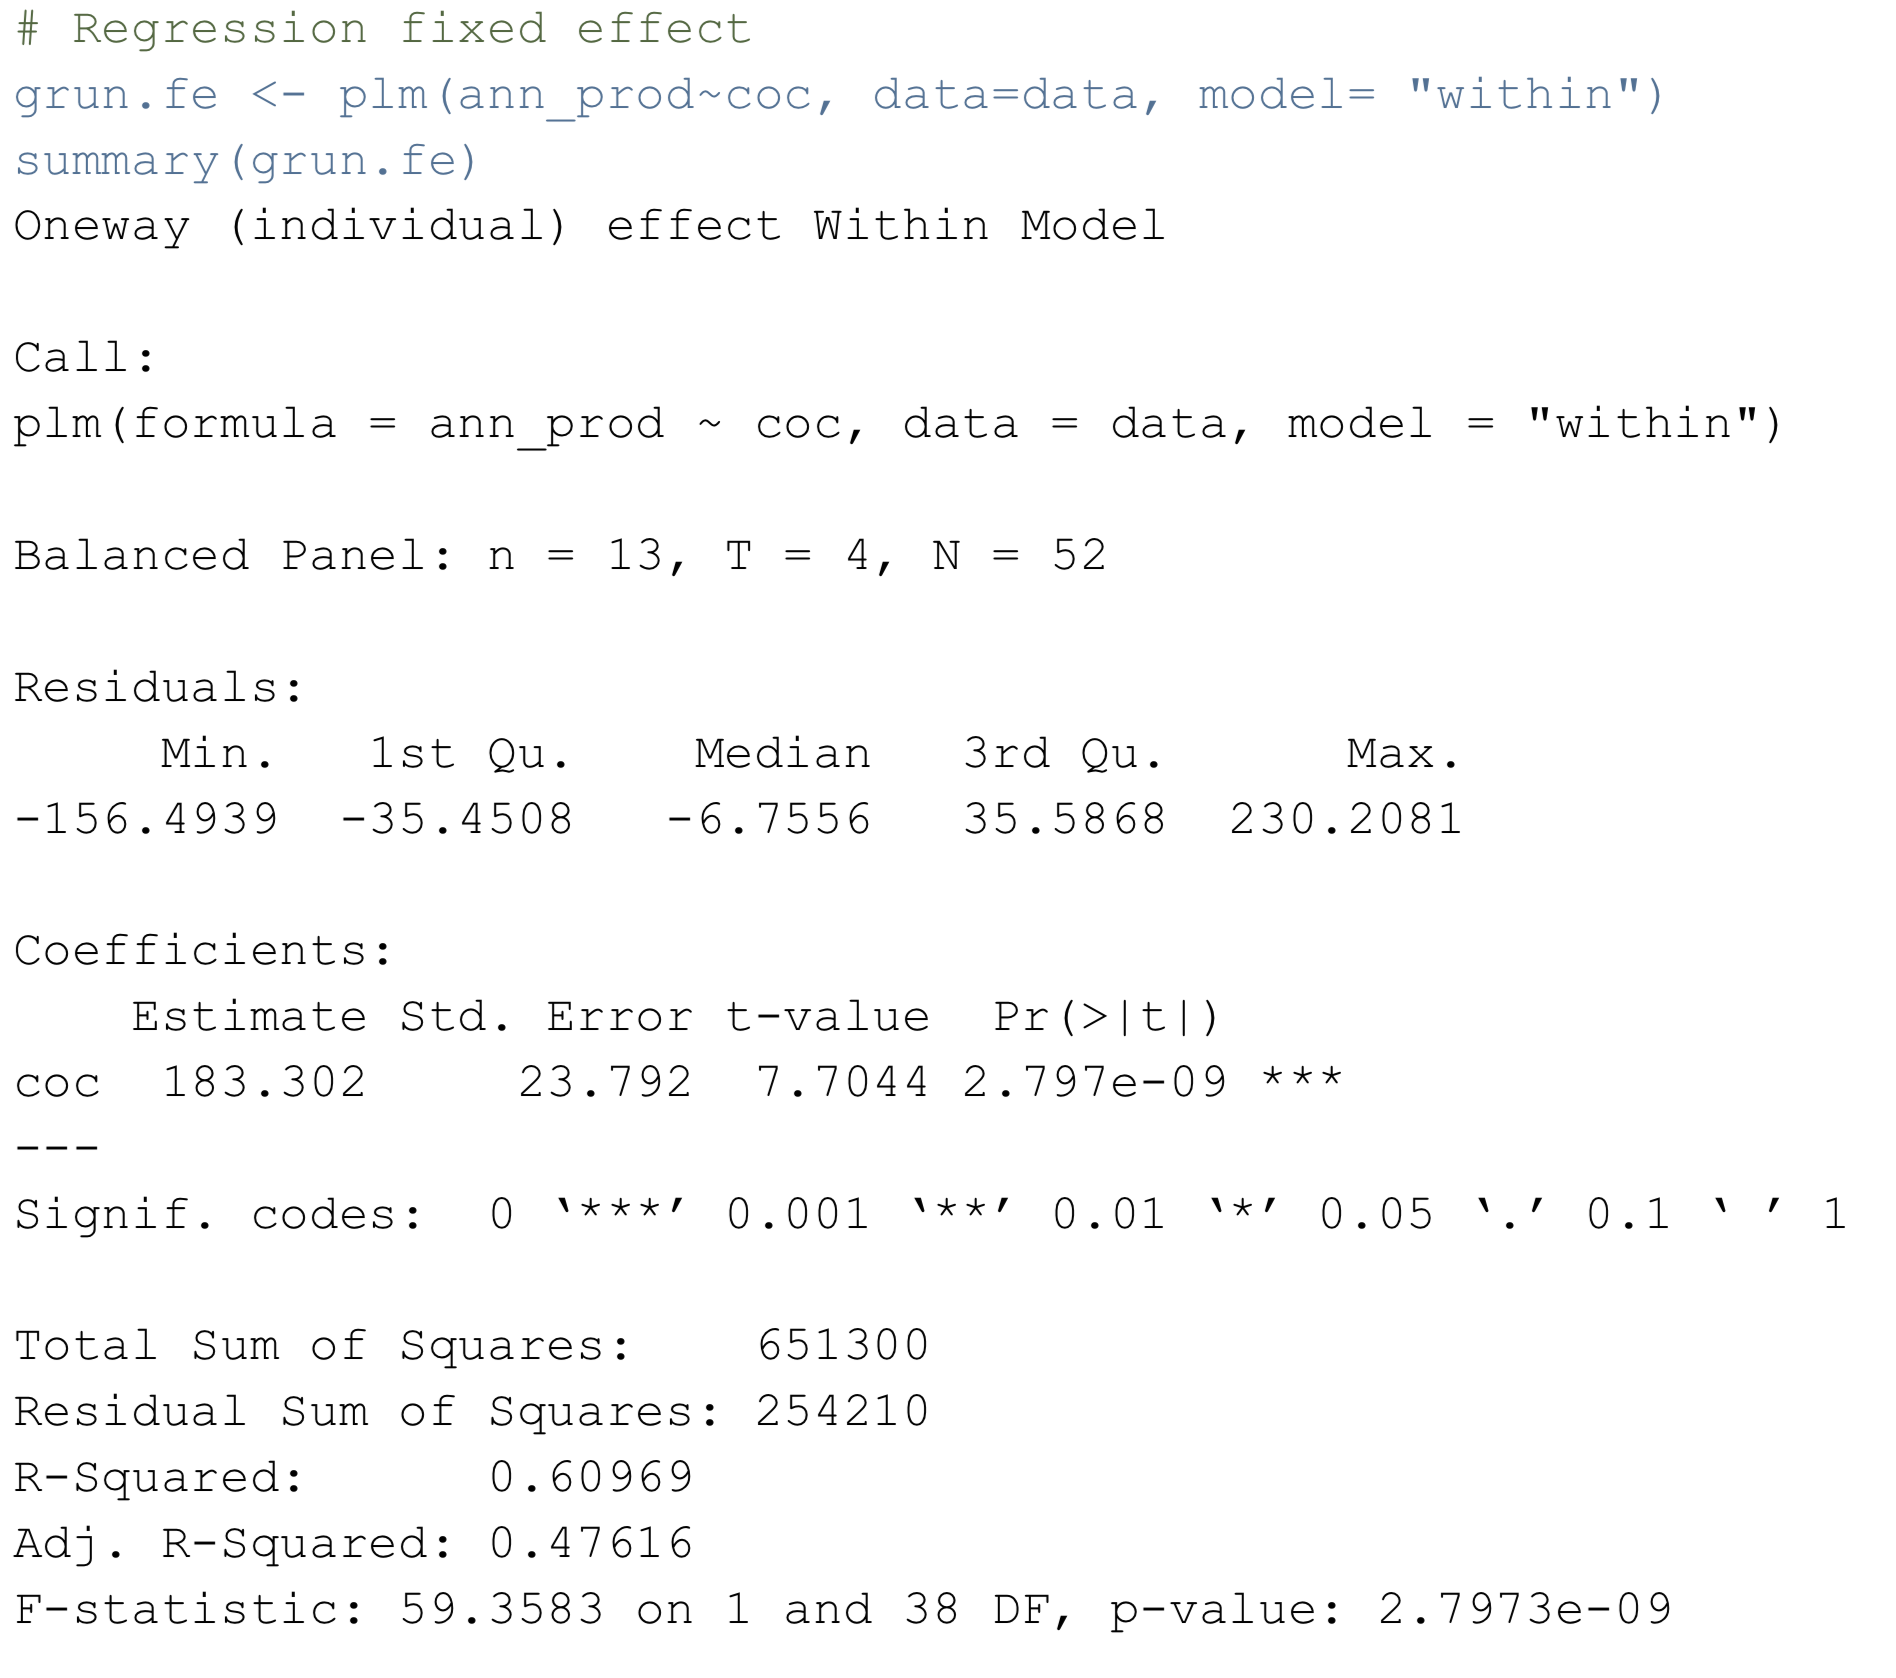 # Regression fixed effect
grun.fe <- plm(ann_prod~coc, data=data, model= "within")
summary(grun.fe)
Oneway (individual) effect Within Model
Call:
plm(formula = ann_prod ~ coc, data = data, model = "within")
Balanced Panel: n = 13, T = 4, N = 52
Residuals:
     Min.   1st Qu.    Median   3rd Qu.      Max.
-156.4939  -35.4508   -6.7556   35.5868  230.2081
Coefficients:
    Estimate Std. Error t-value  Pr(>|t|)
coc  183.302     23.792  7.7044 2.797e-09 ***
---
Signif. codes:  0 ‘***’ 0.001 ‘**’ 0.01 ‘*’ 0.05 ‘.’ 0.1 ‘ ’ 1
Total Sum of Squares:    651300
Residual Sum of Squares: 254210
R-Squared:      0.60969
Adj. R-Squared: 0.47616
F-statistic: 59.3583 on 1 and 38 DF, p-value: 2.7973e-09